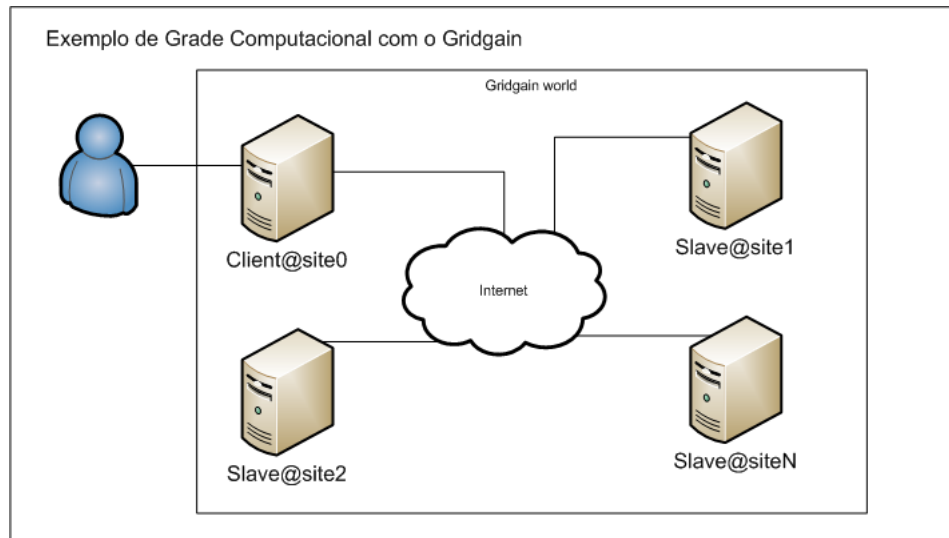 Exemplo de Grade Computacional com o Gridgain
Gridgain world
Client@site0
Slave@site1
Internet
Slave@site2
Slave@siteN